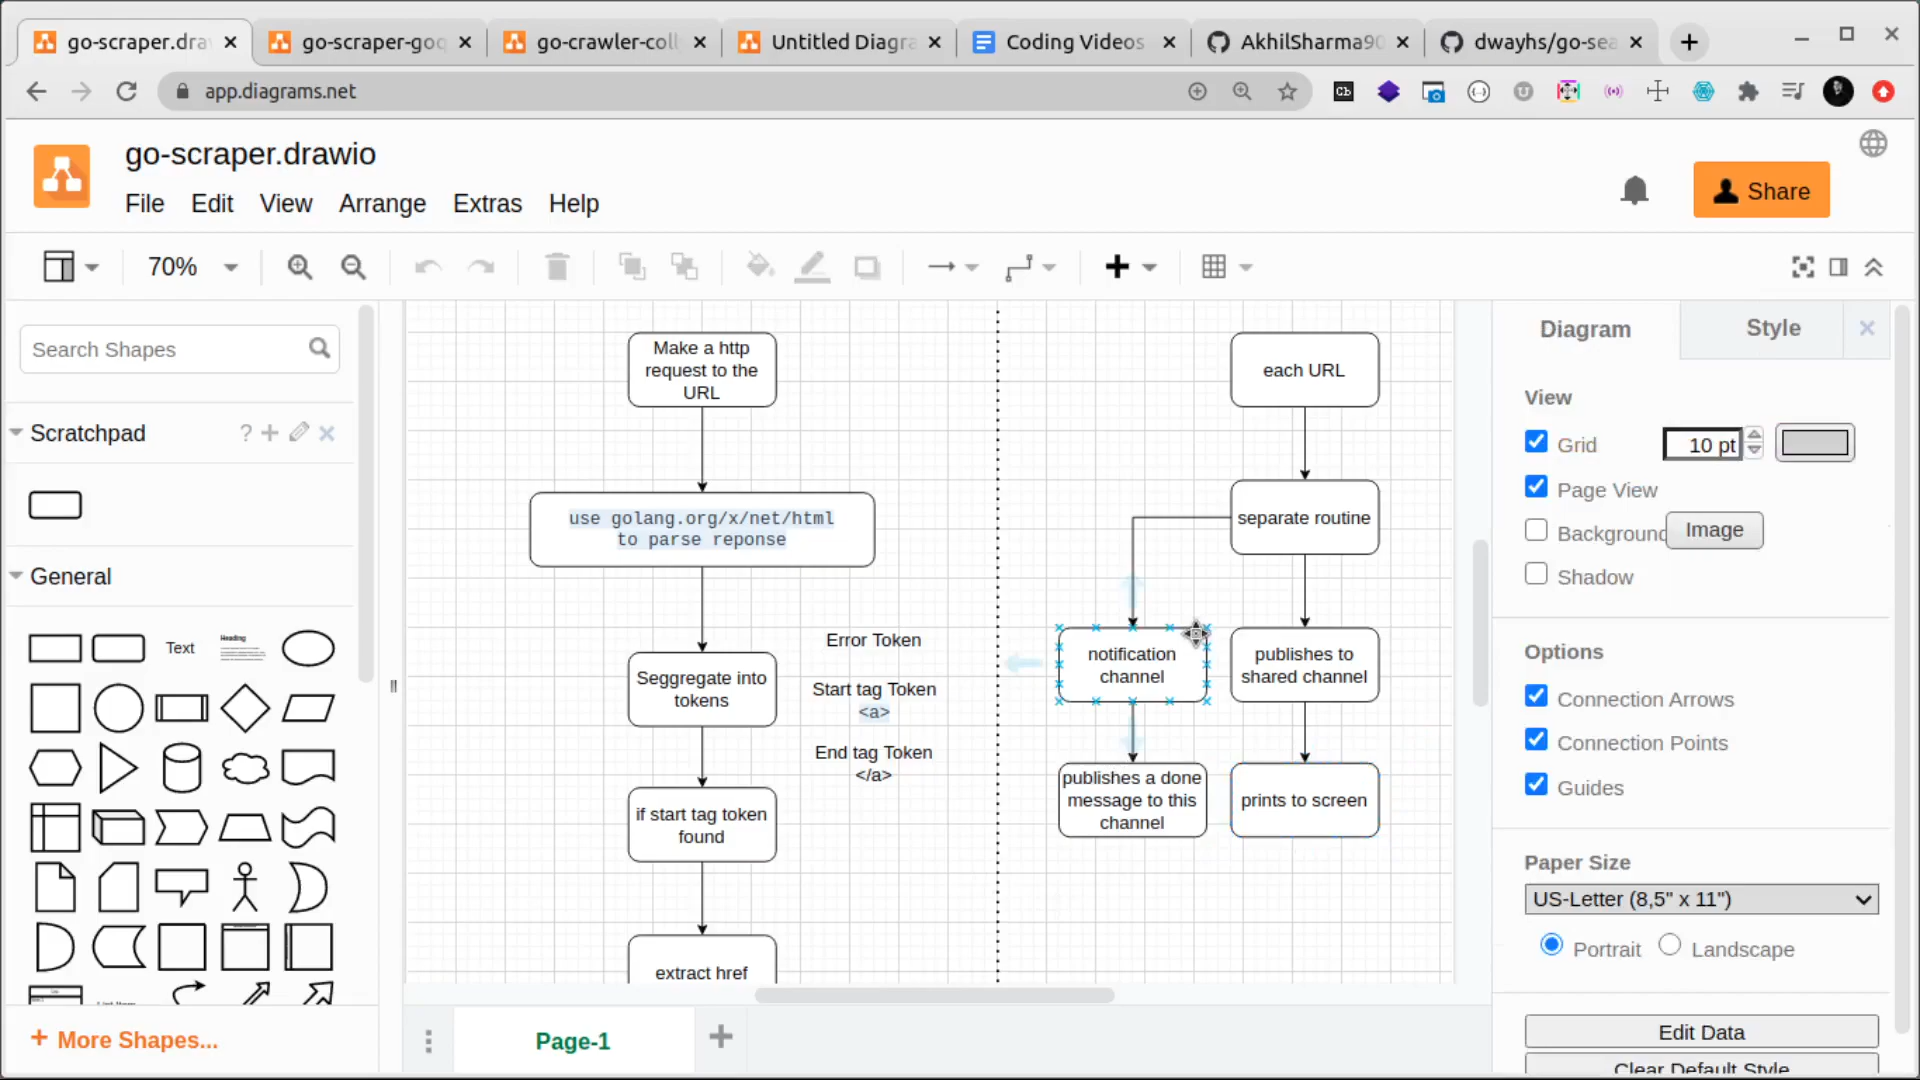 go-scraper.dra
go-scraper-goq
go-crawler-coll
Untitled Diagra
Coding Videos
AkhilSharma90
dwayhs/go-sea
app.diagrams.net
Cb
go-scraper.drawio
File Edit View Arrange Extras Help
Share
70%
Search Shapes
Scratchpad
?
General
Text
Heading
More Shapes...
Make a http
request to the
URL
use golang.org/x/net/html
to parse reponse
Seggregate into
tokens
Error Token
Start tag Token
<a>
End tag Token
</a>
if start tag token
found
extract href
each URL
separate routine
notification
channel
publishes to
shared channel
publishes a done
message to this
channel
prints to screen
Page-1
Diagram
Style
View
Grid
10 pt
Page View
Background
Image
Shadow
Options
Connection Arrows
Connection Points
Guides
Paper Size
US-Letter (8,5" x 11")
Portrait
Landscape
Edit Data
Clear Default Style